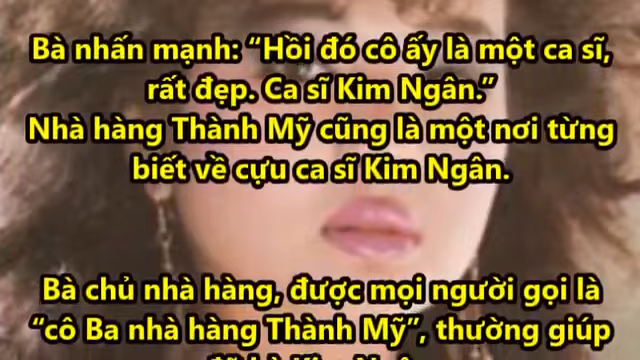 Bà nhấn mạnh: “Hồi đó cô ấy là một ca sĩ,
rất đẹp. Ca sĩ Kim Ngân.”
Nhà hàng Thành Mỹ cũng là một nơi từng
biết về cựu ca sĩ Kim Ngân.
Bà chủ nhà hàng, được mọi người gọi là
“cô Ba nhà hàng Thành Mỹ”, thường giúp